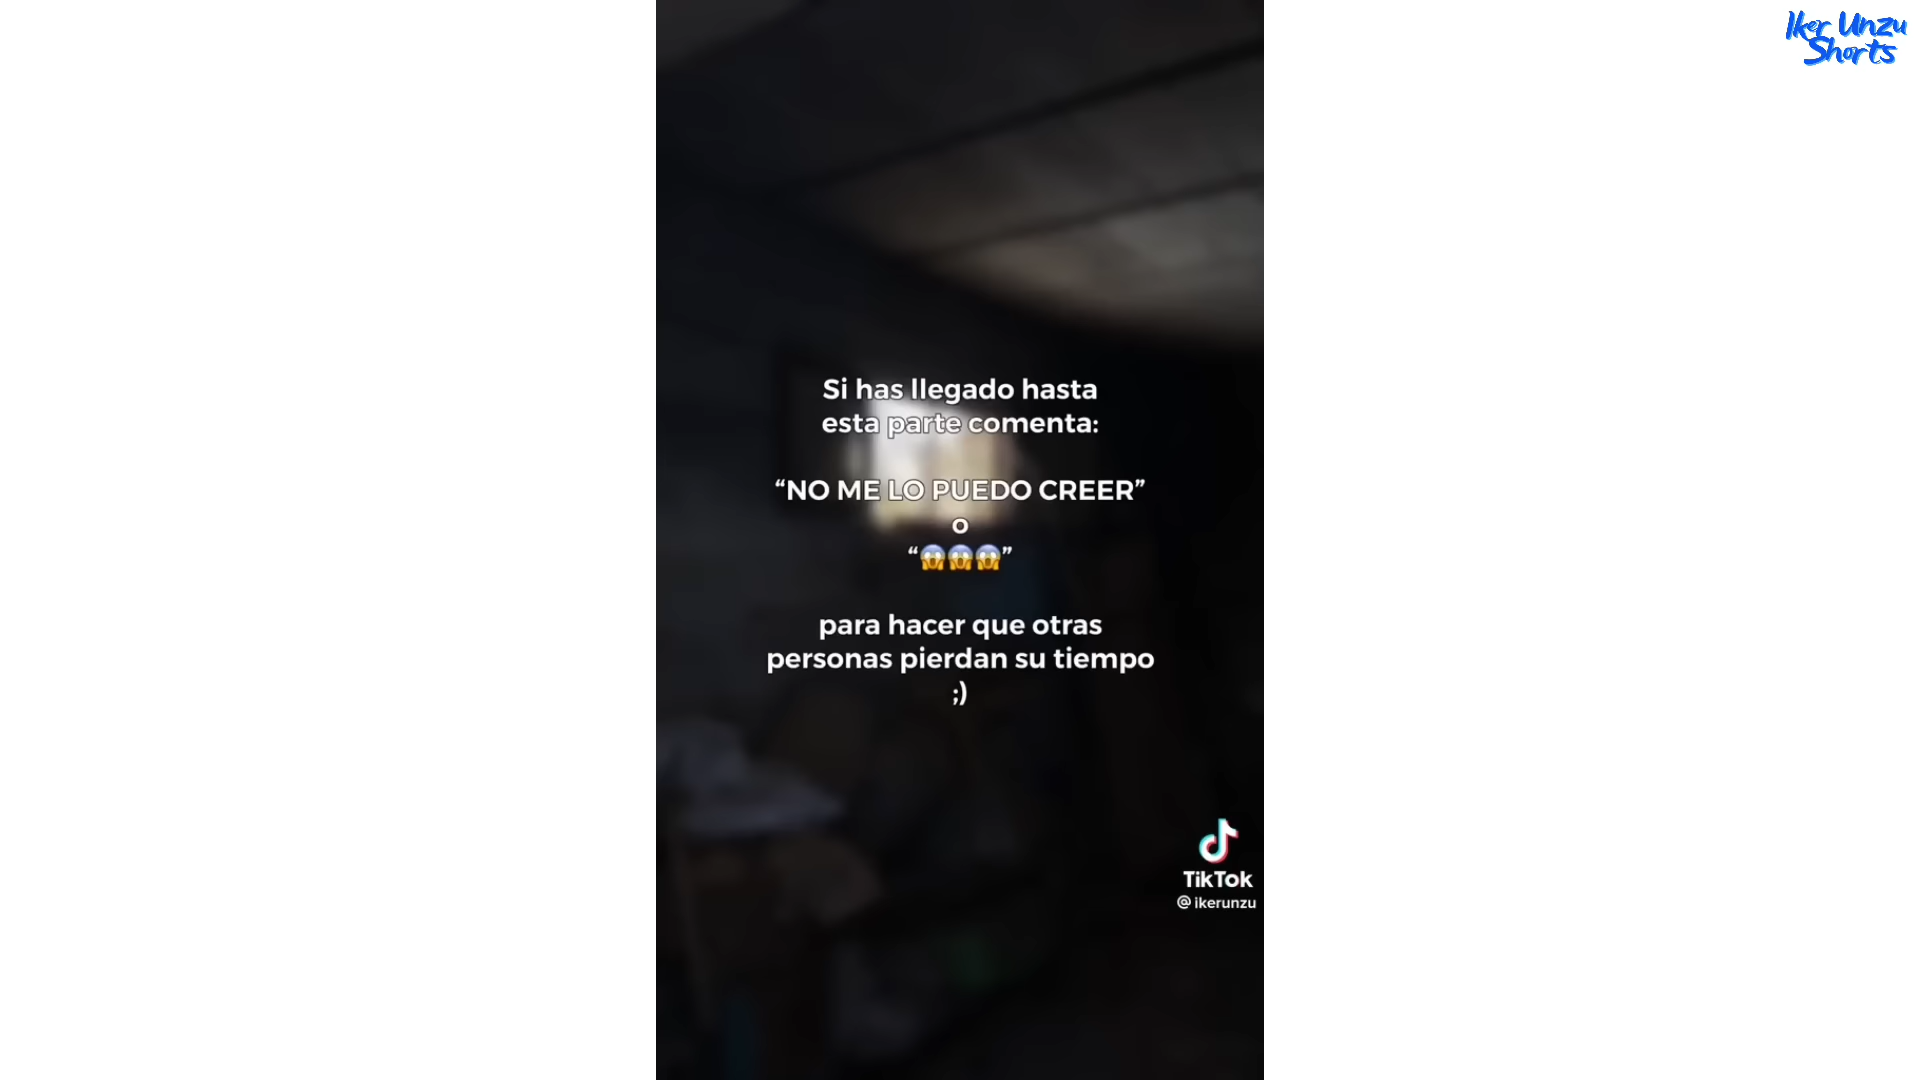 Iker Unzu
Shorts
Si has llegado hasta
esta parte comenta:
“NO ME LO PUEDO CREER”
o
“😱😱😱”
para hacer que otras
personas pierdan su tiempo
;)
TikTok
@ikerunzu